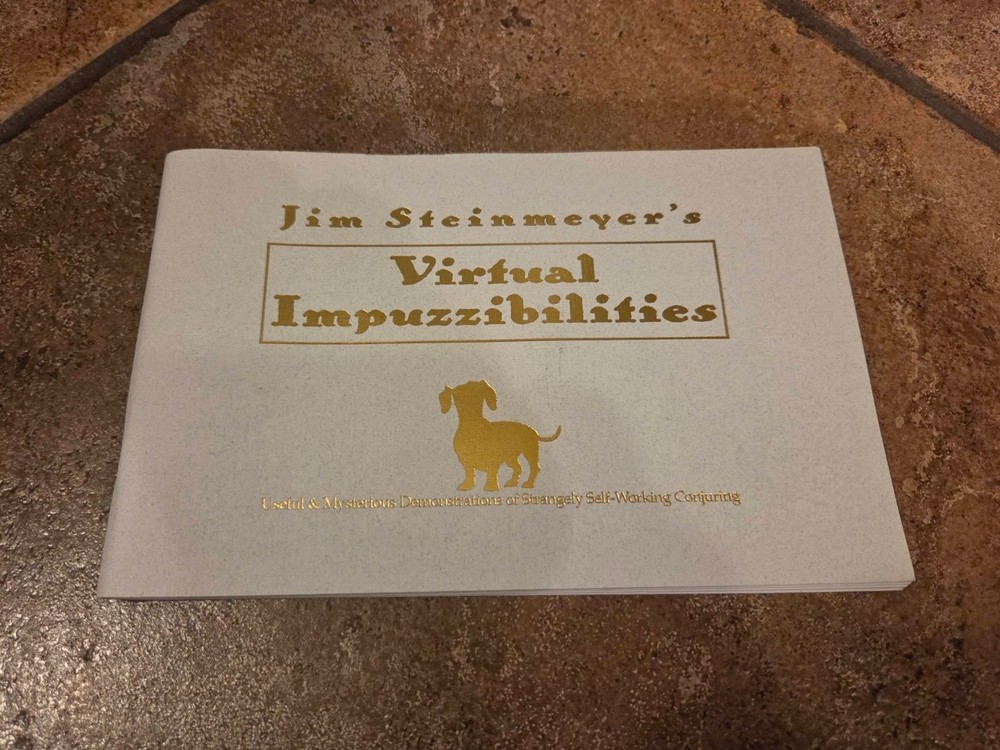 Jim Steinmeyer's
Virtual
Impuzzibilities
Useful & Mysterious Demonstrations of Strangely Self-Working Conjuring